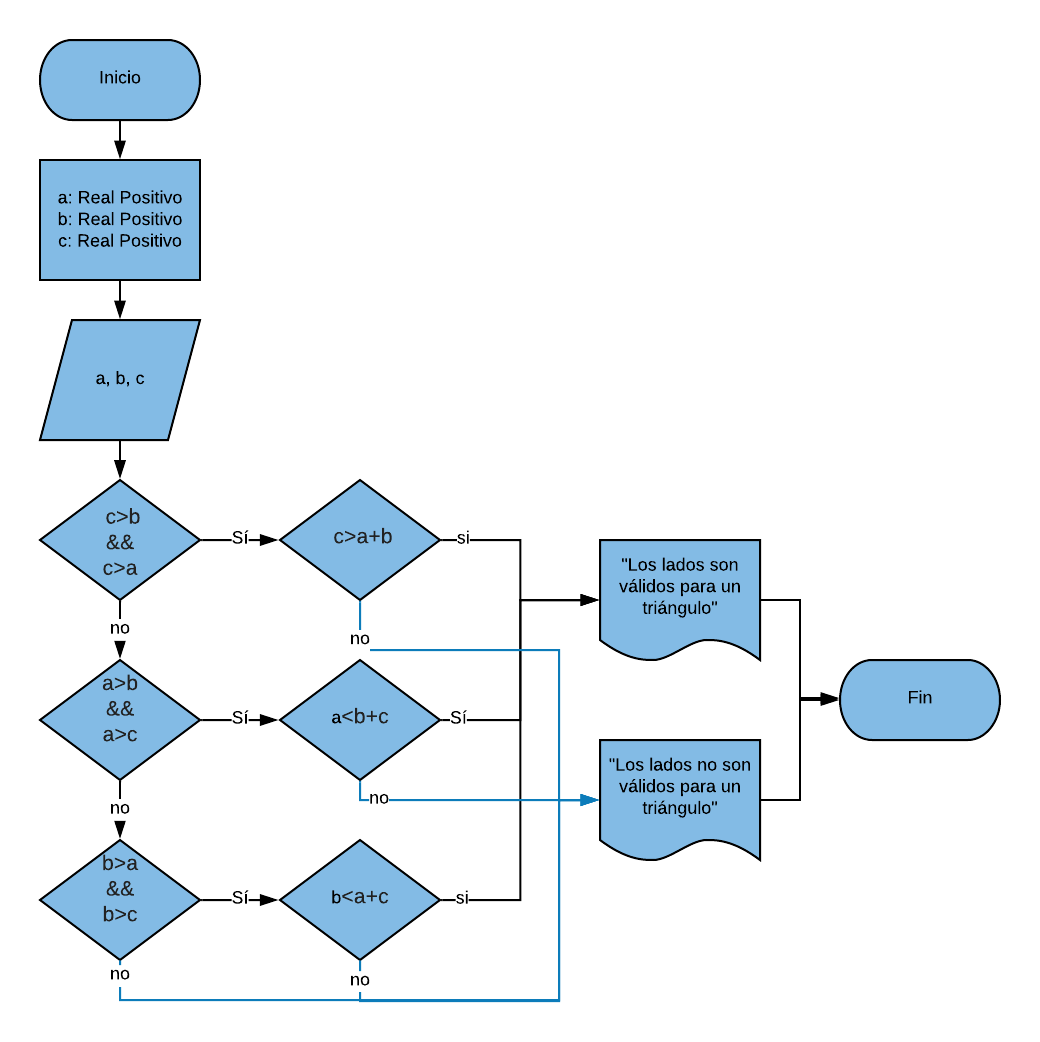 Inicio
a: Real Positivo
b: Real Positivo
c: Real Positivo
a, b, c
c>b
&&
c>a
Sí
c>a+b
si
no
no
a>b
&&
a>c
Sí
a<b+c
Sí
no
no
b>a
&&
b>c
Sí
b<a+c
si
no
no
"Los lados son
válidos para un
triángulo"
"Los lados no son
válidos para un
triángulo"
Fin